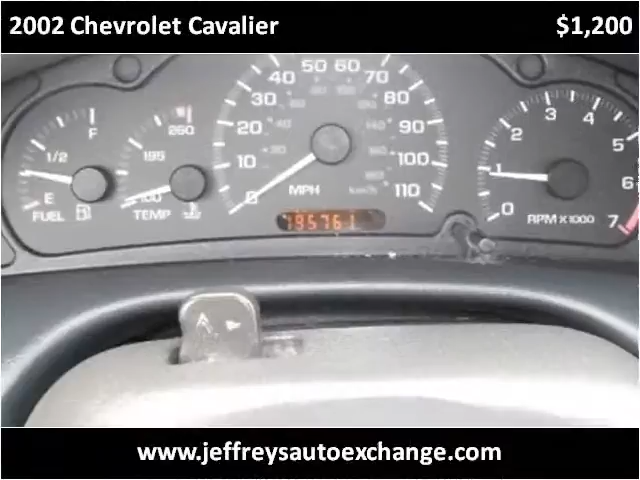 2002 Chevrolet Cavalier $1,200
40 50 60 70
30 80
F 260 20 90
1/2 195 10 100
E 100 0 MPH km/h 110
FUEL TEMP
195761
0 1 2 3 4 5 6 7
RPM X 1000
www.jeffreysautoexchange.com